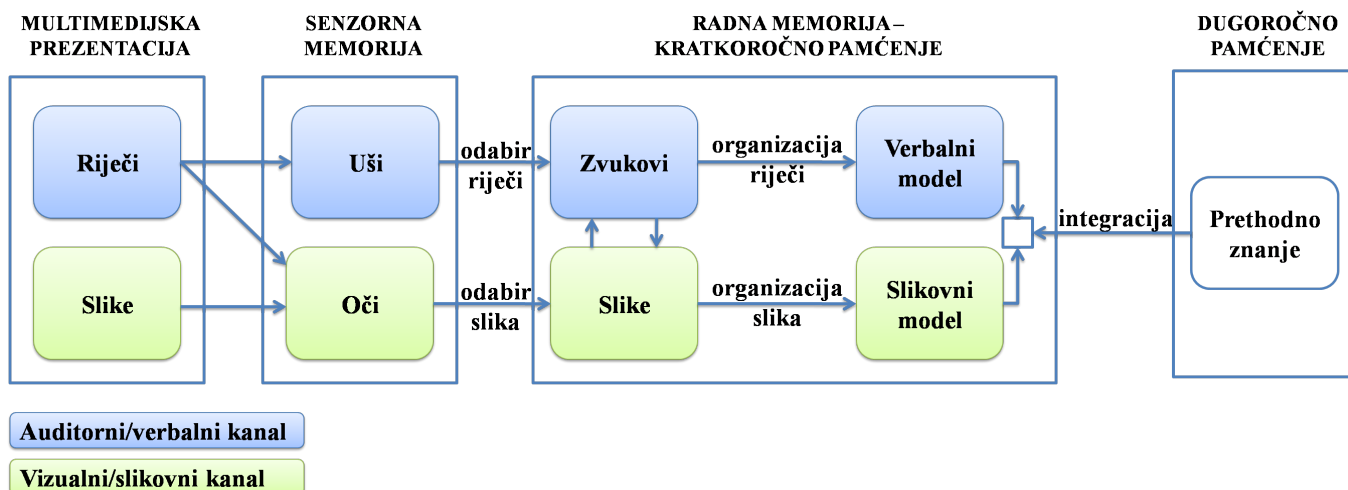 MULTIMEDIJSKA
PREZENTACIJA
SENZORNA
MEMORIJA
RADNA MEMORIJA –
KRATKOROČNO PAMĆENJE
DUGOROČNO
PAMĆENJE
Riječi
Uši
odabir
riječi
Zvukovi
organizacija
riječi
Verbalni
model
integracija
Prethodno
znanje
Slike
Oči
odabir
slika
Slike
organizacija
slika
Slikovni
model
Auditorni/verbalni kanal
Vizualni/slikovni kanal